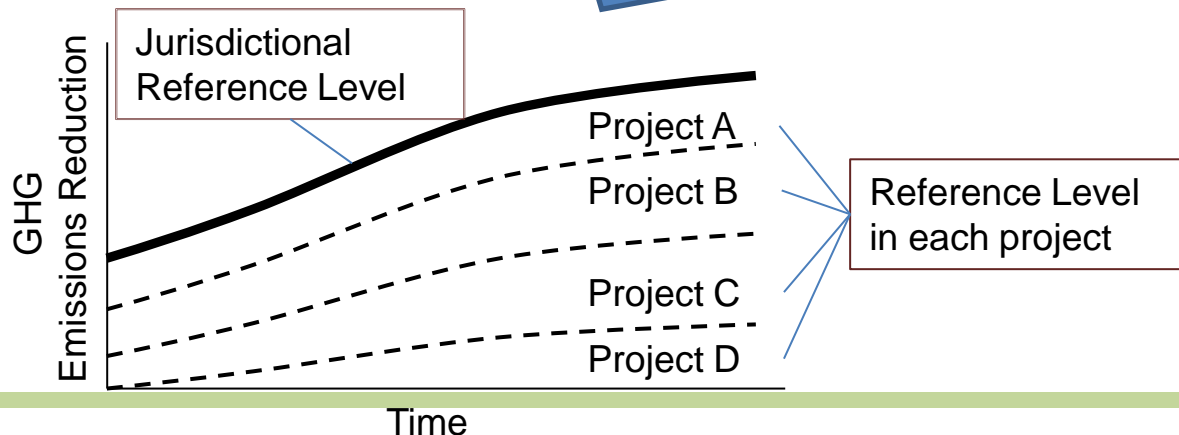 Jurisdictional
Reference Level
GHG
Emissions Reduction
Project A
Project B
Project C
Project D
Reference Level
in each project
Time